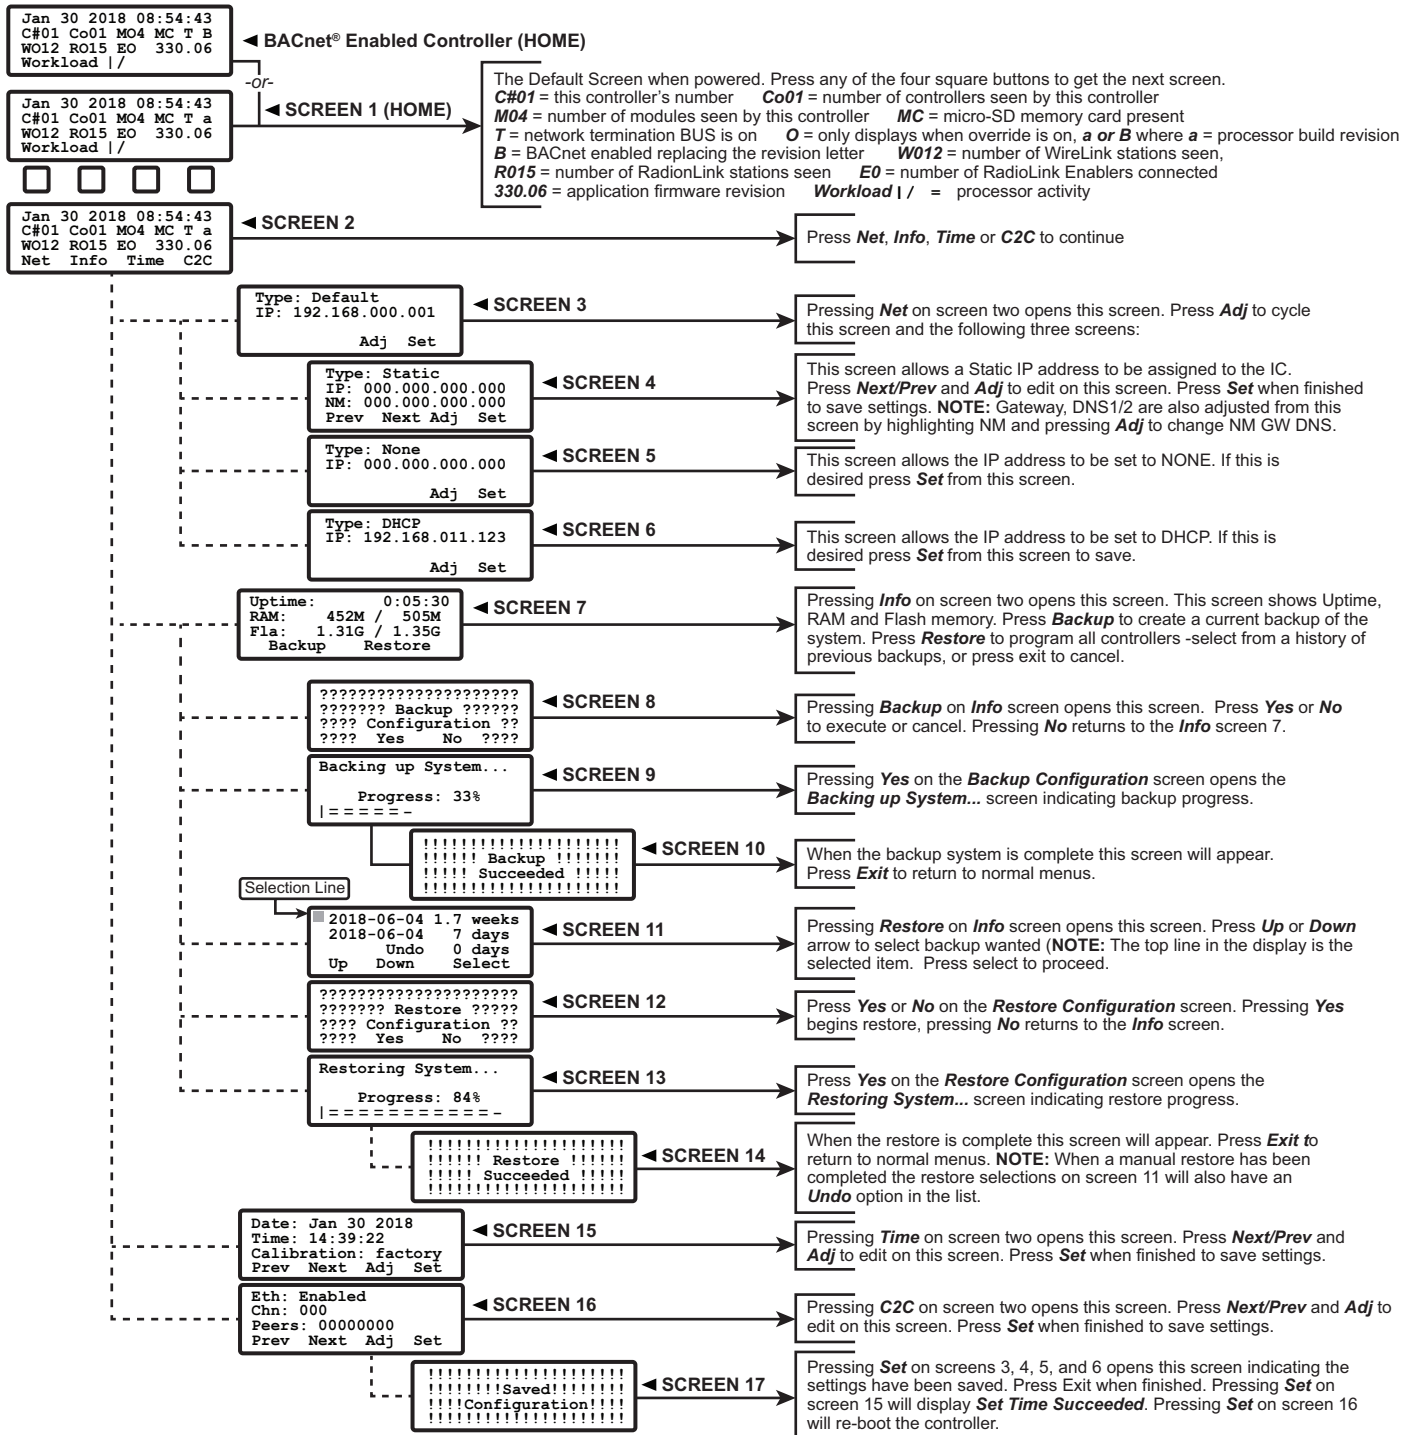 Jan 30 2018 08:54:43
C#01 Co01 MO4 MC T B
WO12 RO15 EO 330.06
Workload |/
◄ BACnet® Enabled Controller (HOME)
-or-
Jan 30 2018 08:54:43
C#01 Co01 MO4 MC T a
WO12 RO15 EO 330.06
Workload |/
◄ SCREEN 1 (HOME)
The Default Screen when powered. Press any of the four square buttons to get the next screen.
C#01 = this controller's number Co01 = number of controllers seen by this controller
M04 = number of modules seen by this controller MC = micro-SD memory card present
T = network termination BUS is on O = only displays when override is on, a or B where a = processor build revision
B = BACnet enabled replacing the revision letter W012 = number of WireLink stations seen,
R015 = number of RadionLink stations seen E0 = number of RadioLink Enablers connected
330.06 = application firmware revision Workload | / = processor activity
Jan 30 2018 08:54:43
C#01 Co01 MO4 MC T a
WO12 RO15 EO 330.06
Net Info Time C2C
◄ SCREEN 2
Press Net, Info, Time or C2C to continue
Type: Default
IP: 192.168.000.001
Adj Set
◄ SCREEN 3
Pressing Net on screen two opens this screen. Press Adj to cycle
this screen and the following three screens:
Type: Static
IP: 000.000.000.000
NM: 000.000.000.000
Prev Next Adj Set
◄ SCREEN 4
This screen allows a Static IP address to be assigned to the IC.
Press Next/Prev and Adj to edit on this screen. Press Set when finished
to save settings. NOTE: Gateway, DNS1/2 are also adjusted from this
screen by highlighting NM and pressing Adj to change NM GW DNS.
Type: None
IP: 000.000.000.000
Adj Set
◄ SCREEN 5
This screen allows the IP address to be set to NONE. If this is
desired press Set from this screen.
Type: DHCP
IP: 192.168.011.123
Adj Set
◄ SCREEN 6
This screen allows the IP address to be set to DHCP. If this is
desired press Set from this screen to save.
Uptime: 0:05:30
RAM: 452M / 505M
Fla: 1.31G / 1.35G
Backup Restore
◄ SCREEN 7
Pressing Info on screen two opens this screen. This screen shows Uptime,
RAM and Flash memory. Press Backup to create a current backup of the
system. Press Restore to program all controllers -select from a history of
previous backups, or press exit to cancel.
?????????????????????
??????? Backup ??????
???? Configuration ??
???? Yes No ????
◄ SCREEN 8
Pressing Backup on Info screen opens this screen. Press Yes or No
to execute or cancel. Pressing No returns to the Info screen 7.
Backing up System...
Progress: 33%
|=====-
◄ SCREEN 9
Pressing Yes on the Backup Configuration screen opens the
Backing up System... screen indicating backup progress.
!!!!!!!!!!!!!!!!!!!!!
!!!!!! Backup !!!!!!!
!!!!! Succeeded !!!!!
!!!!!!!!!!!!!!!!!!!!!
◄ SCREEN 10
When the backup system is complete this screen will appear.
Press Exit to return to normal menus.
Selection Line
2018-06-04 1.7 weeks
2018-06-04 7 days
Undo 0 days
Up Down Select
◄ SCREEN 11
Pressing Restore on Info screen opens this screen. Press Up or Down
arrow to select backup wanted (NOTE: The top line in the display is the
selected item. Press select to proceed.
?????????????????????
??????? Restore ?????
???? Configuration ??
???? Yes No ????
◄ SCREEN 12
Press Yes or No on the Restore Configuration screen. Pressing Yes
begins restore, pressing No returns to the Info screen.
Restoring System...
Progress: 84%
|===========-
◄ SCREEN 13
Press Yes on the Restore Configuration screen opens the
Restoring System... screen indicating restore progress.
!!!!!!!!!!!!!!!!!!!!!
!!!!!! Restore !!!!!!
!!!!! Succeeded !!!!!
!!!!!!!!!!!!!!!!!!!!!
◄ SCREEN 14
When the restore is complete this screen will appear. Press Exit to
return to normal menus. NOTE: When a manual restore has been
completed the restore selections on screen 11 will also have an
Undo option in the list.
Date: Jan 30 2018
Time: 14:39:22
Calibration: factory
Prev Next Adj Set
◄ SCREEN 15
Pressing Time on screen two opens this screen. Press Next/Prev and
Adj to edit on this screen. Press Set when finished to save settings.
Eth: Enabled
Chn: 000
Peers: 00000000
Prev Next Adj Set
◄ SCREEN 16
Pressing C2C on screen two opens this screen. Press Next/Prev and Adj to
edit on this screen. Press Set when finished to save settings.
!!!!!!!!!!!!!!!!!!!!!
!!!!!!!!Saved!!!!!!!!
!!!!Configuration!!!!
!!!!!!!!!!!!!!!!!!!!!
◄ SCREEN 17
Pressing Set on screens 3, 4, 5, and 6 opens this screen indicating the
settings have been saved. Press Exit when finished. Pressing Set on
screen 15 will display Set Time Succeeded. Pressing Set on screen 16
will re-boot the controller.